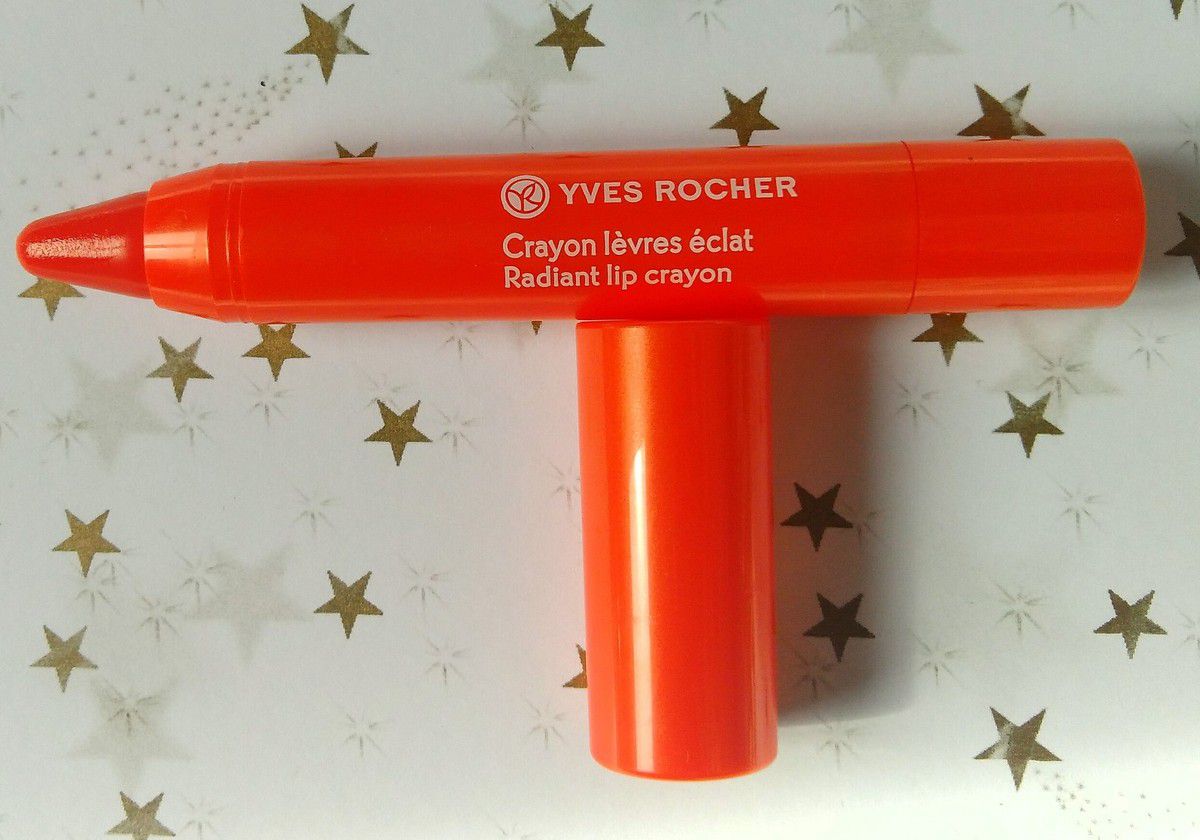 YVES ROCHER
Crayon lèvres éclat
Radiant lip crayon